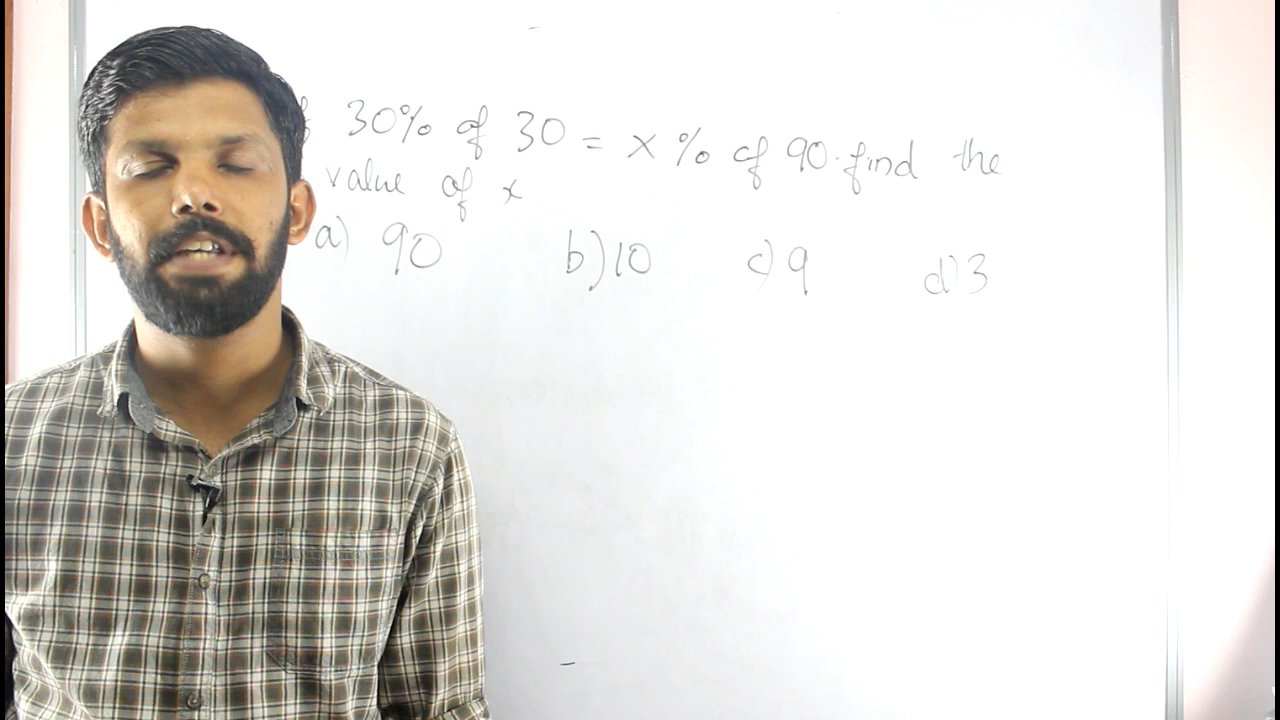 30% of 30 = x % of 90. find the
value of x
a) 90 b) 10 c) 9 d) 3